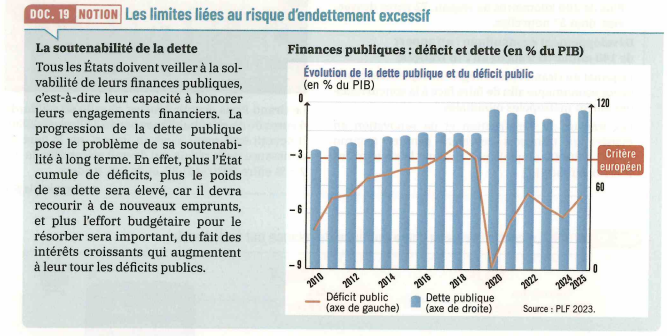 DOC. 19 NOTION Les limites liées au risque d'endettement excessif
La soutenabilité de la dette
Tous les États doivent veiller à la sol-
vabilité de leurs finances publiques,
c'est-à-dire leur capacité à honorer
leurs engagements financiers. La
progression de la dette publique
pose le problème de sa soutenabi-
lité à long terme. En effet, plus l'État
cumule de déficits, plus le poids
de sa dette sera élevé, car il devra
recourir à de nouveaux emprunts,
et plus l'effort budgétaire pour le
résorber sera important, du fait des
intérêts croissants qui augmentent
à leur tour les déficits publics.
Finances publiques : déficit et dette (en % du PIB)
Évolution de la dette publique et du déficit public
(en % du PIB)
0
120
-3
Critère
européen
60
-6
-9
0
2010 2012 2014 2016 2018 2020 2022 2024 2025
Déficit public
(axe de gauche)
Dette publique
(axe de droite)
Source : PLF 2023.